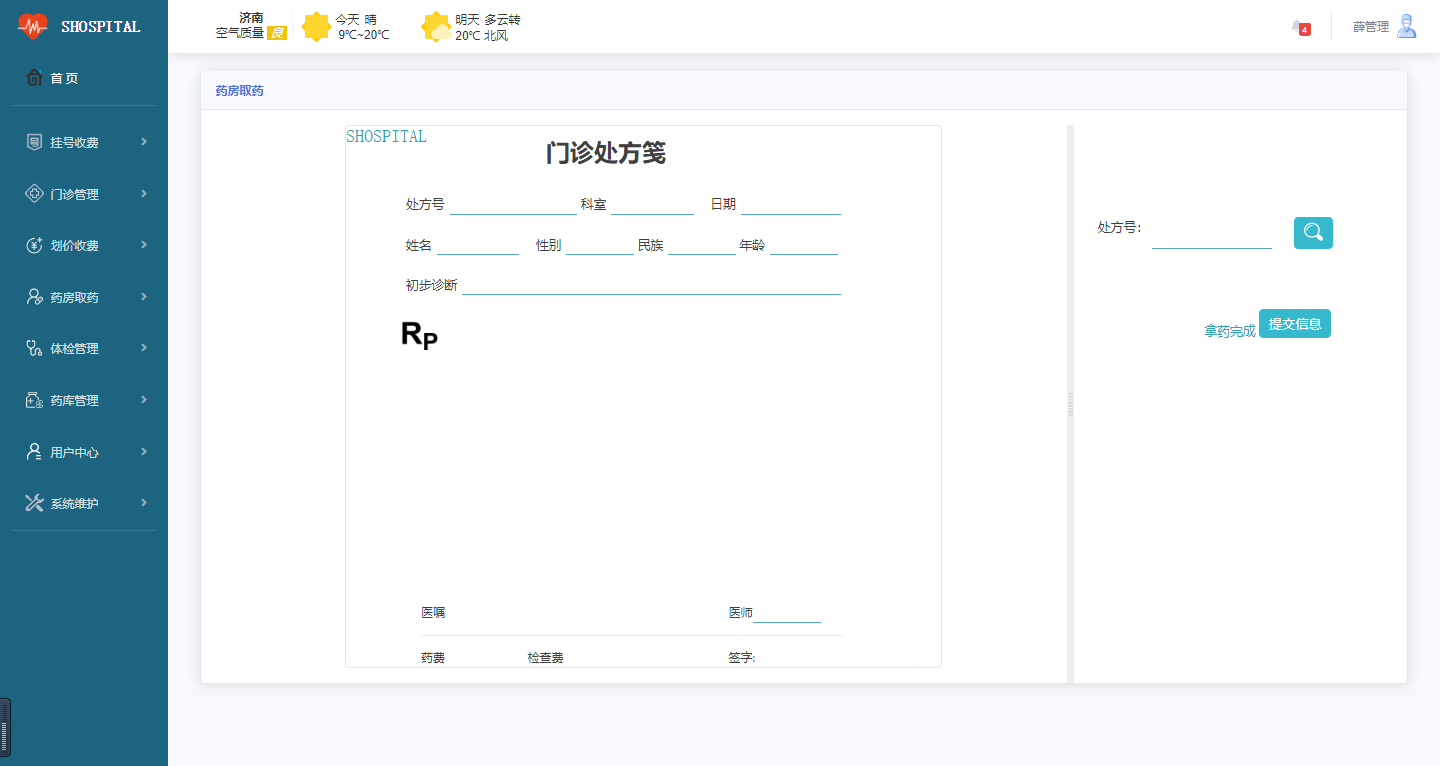 SHOSPITAL
首 页
挂号收费
门诊管理
划价收费
药房取药
体检管理
药库管理
用户中心
系统维护
济南
空气质量 良
今天 晴
9℃~20℃
明天 多云转
20℃ 北风
4
薛管理
药房取药
SHOSPITAL
门诊处方笺
处方号 科室 日期
姓名 性别 民族 年龄
初步诊断
RP
医嘱 医师
药费 检查费 签字:
处方号:
拿药完成 提交信息